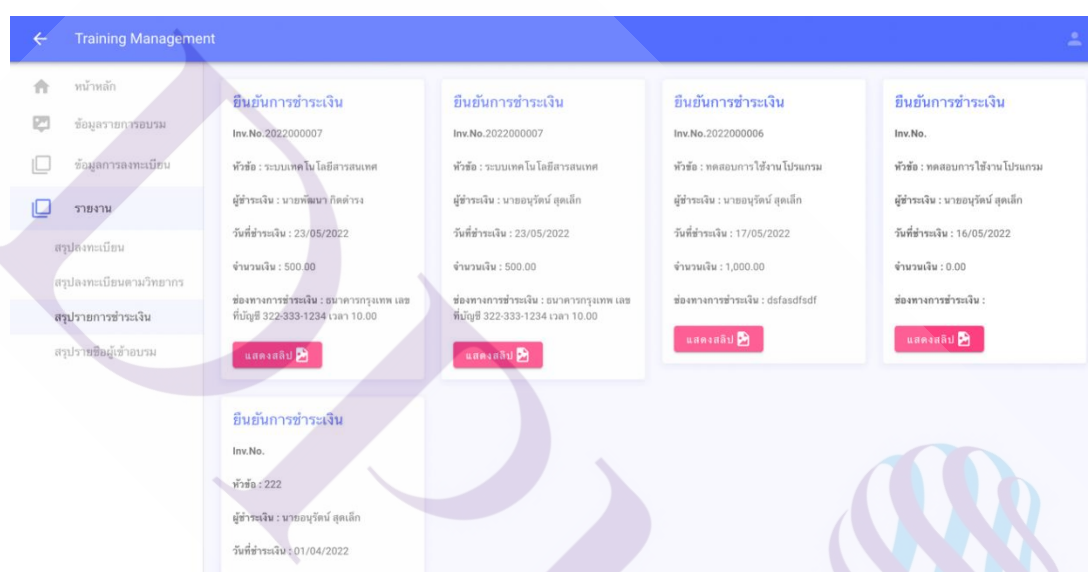 Training Management
หน้าหลัก
ข้อมูลรายการอบรม
ข้อมูลการลงทะเบียน
รายงาน
สรุปลงทะเบียน
สรุปลงทะเบียนตามวิทยากร
สรุปรายการชำระเงิน
สรุปรายชื่อผู้เข้าอบรม
ยืนยันการชำระเงิน
Inv.No.2022000007
หัวข้อ : ระบบเทคโนโลยีสารสนเทศ
ผู้ชำระเงิน : นายพัฒนา กิดดำรง
วันที่ชำระเงิน : 23/05/2022
จำนวนเงิน : 500.00
ช่องทางการชำระเงิน : ธนาคารกรุงเทพ เลข
ที่บัญชี 322-333-1234 เวลา 10.00
แสดงสลิป
ยืนยันการชำระเงิน
Inv.No.2022000007
หัวข้อ : ระบบเทคโนโลยีสารสนเทศ
ผู้ชำระเงิน : นายอนุรัตน์ สุดเล็ก
วันที่ชำระเงิน : 23/05/2022
จำนวนเงิน : 500.00
ช่องทางการชำระเงิน : ธนาคารกรุงเทพ เลข
ที่บัญชี 322-333-1234 เวลา 10.00
แสดงสลิป
ยืนยันการชำระเงิน
Inv.No.2022000006
หัวข้อ : ทดสอบการใช้งานโปรแกรม
ผู้ชำระเงิน : นายอนุรัตน์ สุดเล็ก
วันที่ชำระเงิน : 17/05/2022
จำนวนเงิน : 1,000.00
ช่องทางการชำระเงิน : dsfasdfsdf
แสดงสลิป
ยืนยันการชำระเงิน
Inv.No.
หัวข้อ : ทดสอบการใช้งานโปรแกรม
ผู้ชำระเงิน : นายอนุรัตน์ สุดเล็ก
วันที่ชำระเงิน : 16/05/2022
จำนวนเงิน : 0.00
ช่องทางการชำระเงิน :
แสดงสลิป
ยืนยันการชำระเงิน
Inv.No.
หัวข้อ : 222
ผู้ชำระเงิน : นายอนุรัตน์ สุดเล็ก
วันที่ชำระเงิน : 01/04/2022